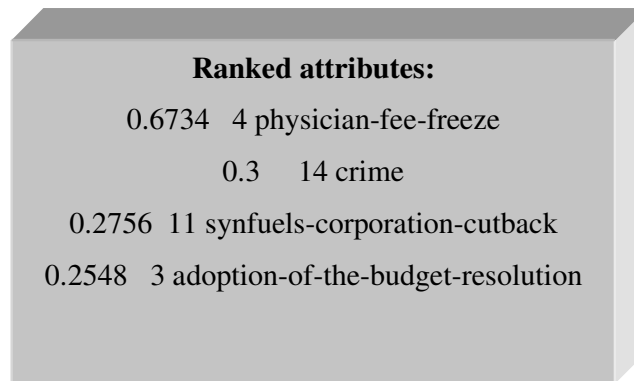 Ranked attributes:
0.6734 4 physician-fee-freeze
0.3 14 crime
0.2756 11 synfuels-corporation-cutback
0.2548 3 adoption-of-the-budget-resolution